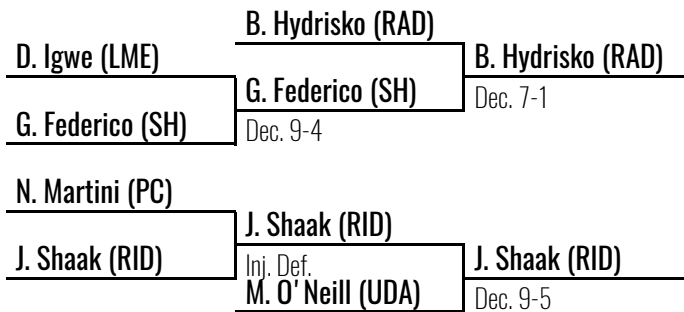 B. Hydrisko (RAD)
D. Igwe (LME)
B. Hydrisko (RAD)
G. Federico (SH)
Dec. 7-1
G. Federico (SH)
Dec. 9-4
N. Martini (PC)
J. Shaak (RID)
J. Shaak (RID)
Inj. Def.
J. Shaak (RID)
M. O'Neill (UDA)
Dec. 9-5